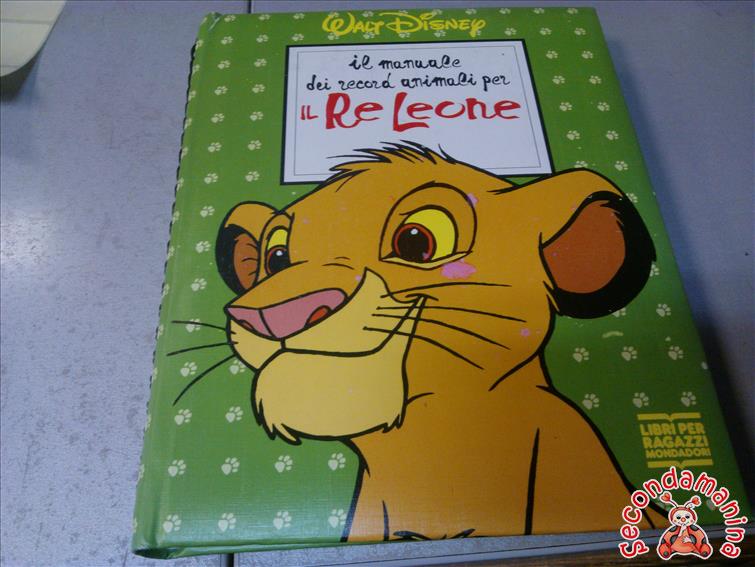 WALT DISNEY
il manuale
dei record animali per
IL Re Leone
LIBRI PER
RAGAZZI
MONDADORI
secondamanina